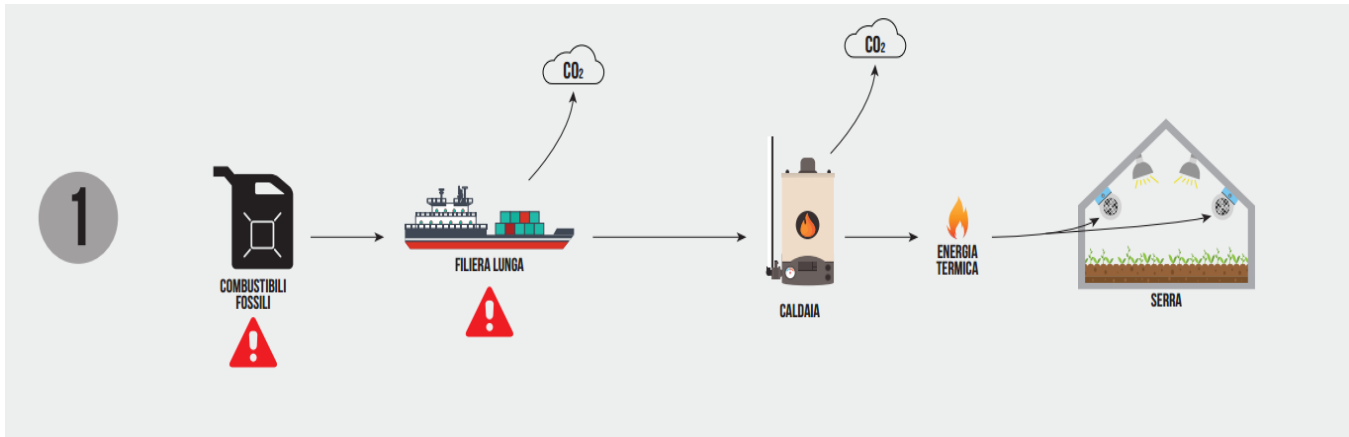 1
CO₂
CO₂
COMBUSTIBILI
FOSSILI
FILIERA LUNGA
CALDAIA
ENERGIA
TERMICA
SERRA